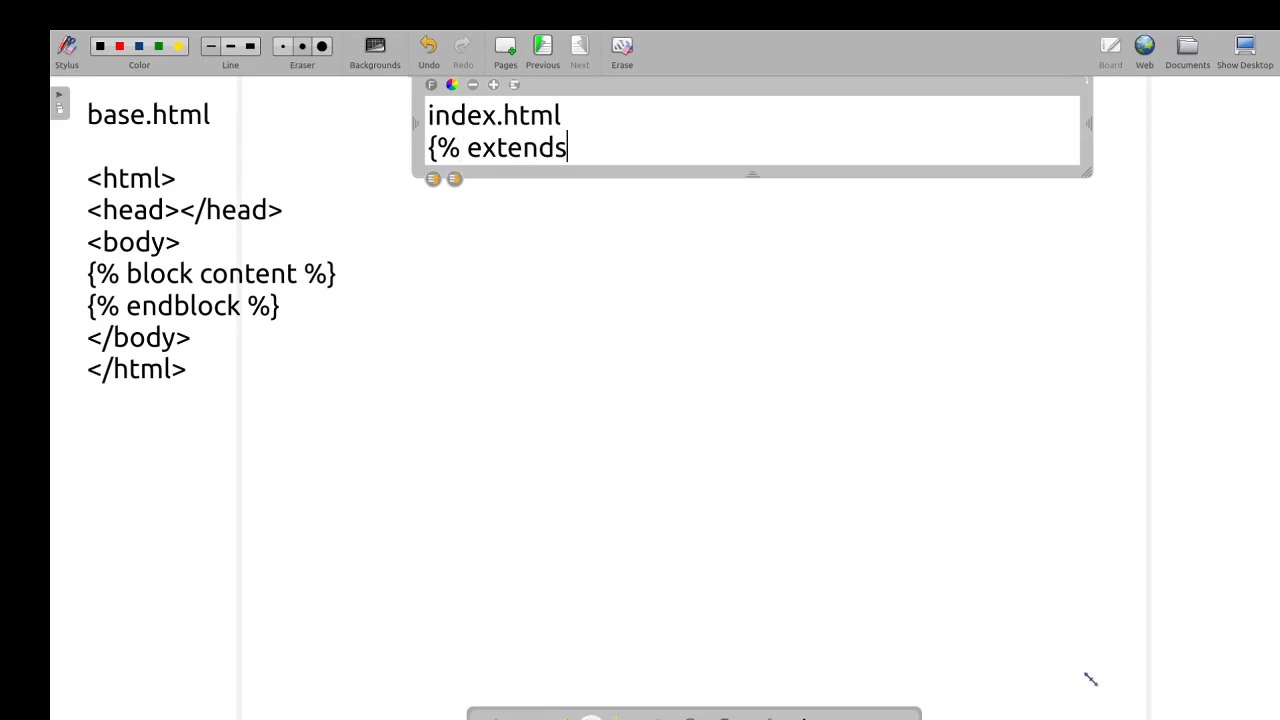 Stylus
Color
Line
Eraser
Backgrounds
Undo
Redo
Pages
Previous
Next
Erase
Board
Web
Documents
Show Desktop
base.html
<html>
<head></head>
<body>
{% block content %}
{% endblock %}
</body>
</html>
F
index.html
{% extends